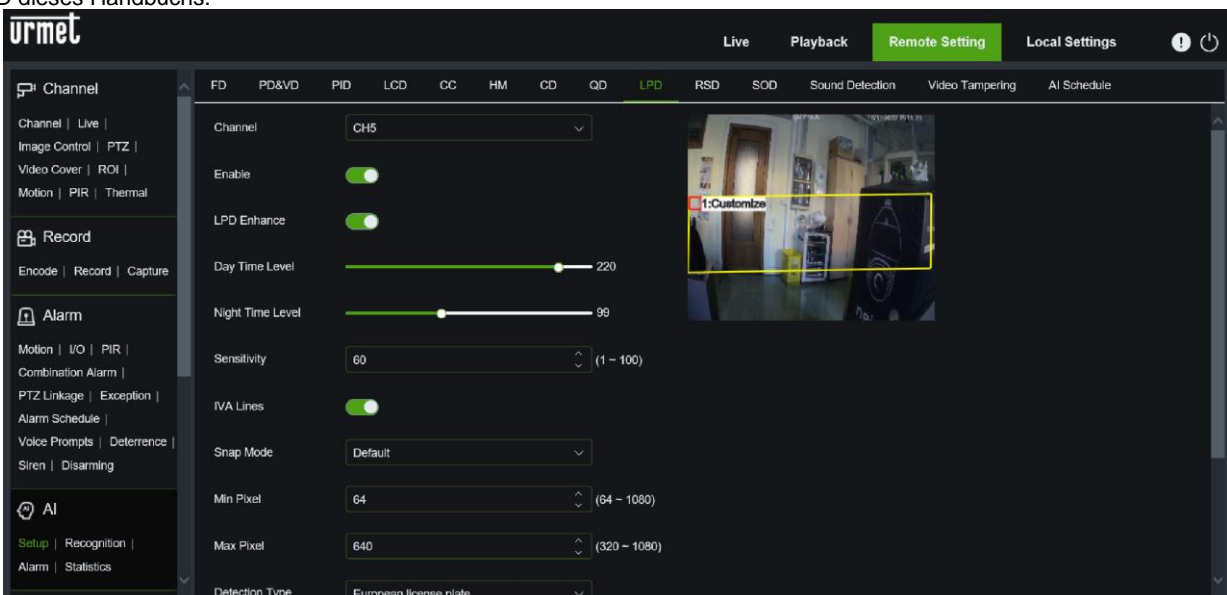 dieses Handbuchs.
urmet
Live Playback Remote Setting Local Settings
Channel
Channel | Live |
Image Control | PTZ |
Video Cover | ROI |
Motion | PIR | Thermal
Record
Encode | Record | Capture
Alarm
Motion | I/O | PIR |
Combination Alarm |
PTZ Linkage | Exception |
Alarm Schedule |
Voice Prompts | Deterrence |
Siren | Disarming
AI
Setup | Recognition |
Alarm | Statistics
FD PD&VD PID LCD CC HM CD QD LPD RSD SOD Sound Detection Video Tampering AI Schedule
Channel CH5
Enable
LPD Enhance
Day Time Level 220
Night Time Level 99
Sensitivity 60 (1 ~ 100)
IVA Lines
Snap Mode Default
Min Pixel 64 (64 ~ 1080)
Max Pixel 640 (320 ~ 1080)
Detection Type European license plate
1:Customize